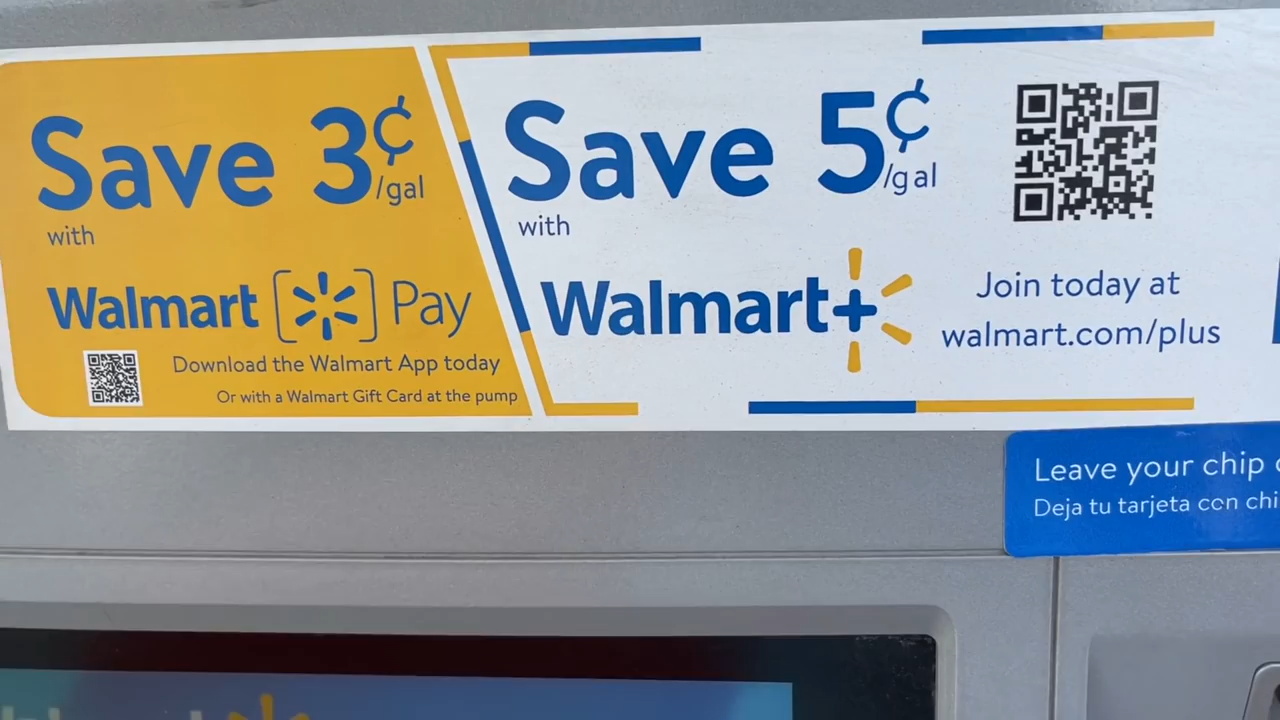 Save 3¢/gal
with
Walmart Pay
Download the Walmart App today
Or with a Walmart Gift Card at the pump
Save 5¢/gal
with
Walmart+
Join today at
walmart.com/plus
Leave your chip
Deja tu tarjeta con